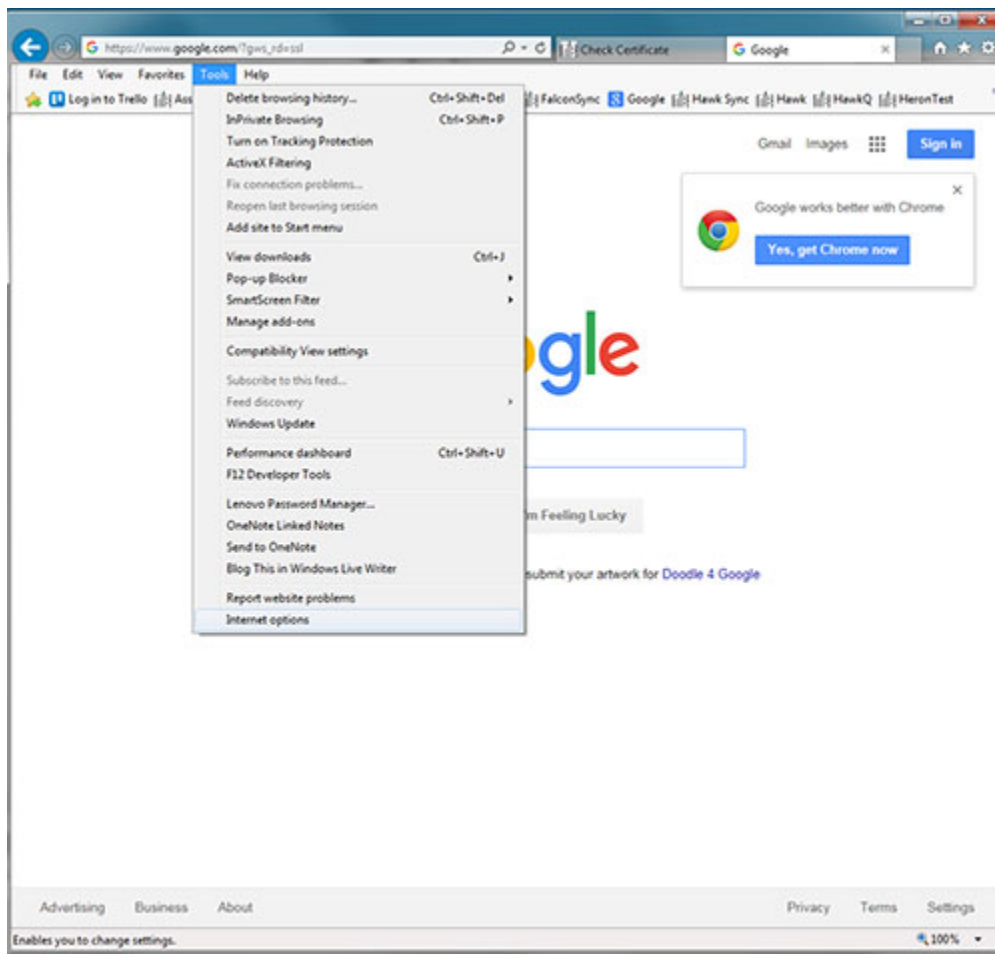 https://www.google.com/?gws_rd=ssl
Check Certificate
Google
File Edit View Favorites Tools Help
Log in to Trello
FalconSync Google Hawk Sync Hawk HawkQ HeronTest
Delete browsing history... Ctrl+Shift+Del
InPrivate Browsing Ctrl+Shift+P
Turn on Tracking Protection
ActiveX Filtering
Fix connection problems...
Reopen last browsing session
Add site to Start menu
View downloads Ctrl+J
Pop-up Blocker
SmartScreen Filter
Manage add-ons
Compatibility View settings
Subscribe to this feed...
Feed discovery
Windows Update
Performance dashboard Ctrl+Shift+U
F12 Developer Tools
Lenovo Password Manager...
OneNote Linked Notes
Send to OneNote
Blog This in Windows Live Writer
Report website problems
Internet options
Gmail Images Sign in
Google works better with Chrome
Yes, get Chrome now
gle
Feeling Lucky
submit your artwork for Doodle 4 Google
Advertising Business About Privacy Terms Settings
Enables you to change settings. 100%